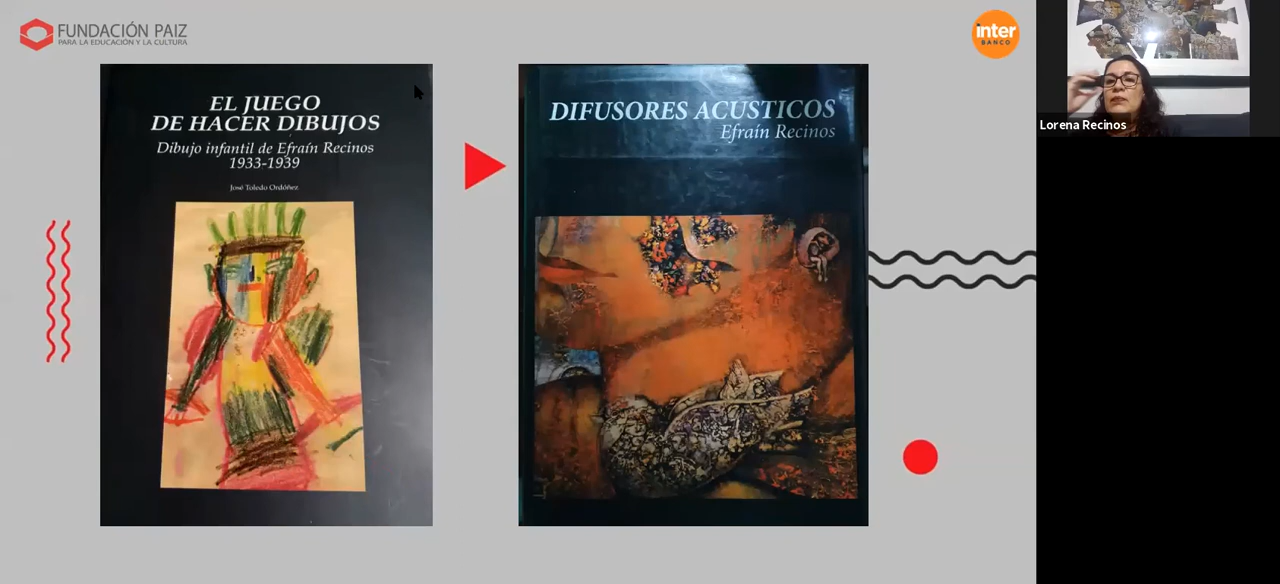 FUNDACIÓN PAIZ
PARA LA EDUCACIÓN Y LA CULTURA
inter
BANCO
EL JUEGO
DE HACER DIBUJOS
Dibujo infantil de Efraín Recinos
1933-1939
José Toledo Ordóñez
DIFUSORES ACUSTICOS
Efraín Recinos
Lorena Recinos